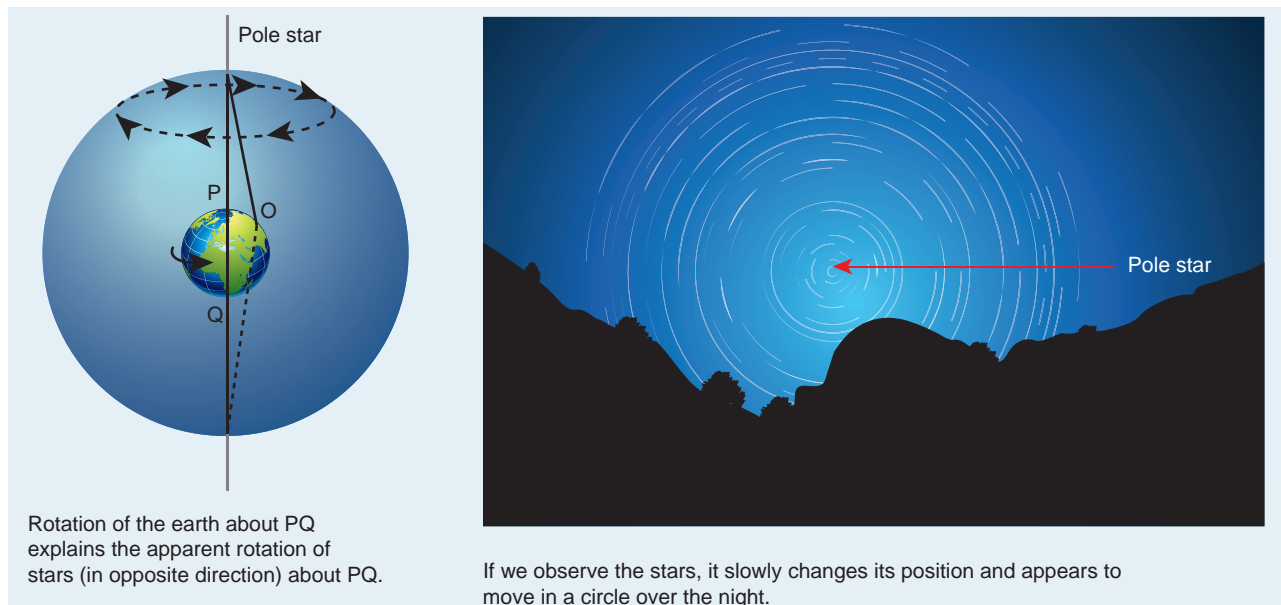 Pole star
P
O
Q
Rotation of the earth about PQ
explains the apparent rotation of
stars (in opposite direction) about PQ.
Pole star
If we observe the stars, it slowly changes its position and appears to
move in a circle over the night.